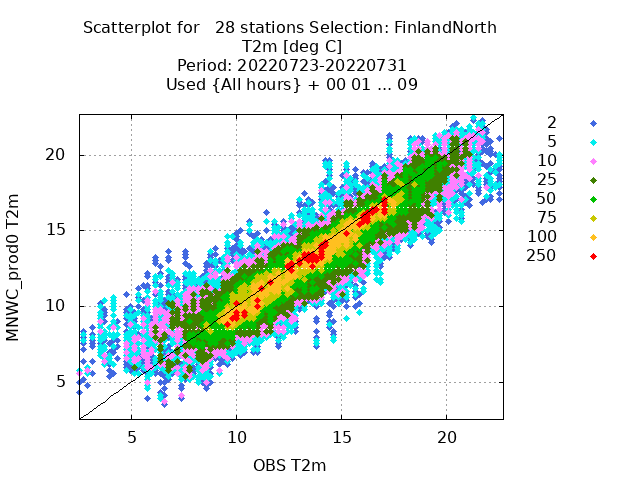 Scatterplot for   28 stations Selection: FinlandNorth
T2m [deg C]
Period: 20220723-20220731
Used {All hours} + 00 01 ... 09
2
5
10
25
50
75
100
250
MNWC_prod0 T2m
20
15
10
5
5 10 15 20
OBS T2m